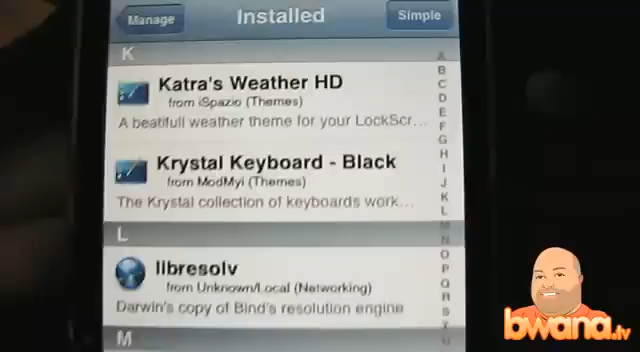 Manage
Installed
Simple
K
Katra's Weather HD
from iSpazio (Themes)
A beatifull weather theme for your LockScr...
Krystal Keyboard - Black
from ModMyi (Themes)
The Krystal collection of keyboards work...
L
libresolv
from Unknown/Local (Networking)
Darwin's copy of Bind's resolution engine
M
A
B
C
D
E
F
G
H
I
J
K
L
M
N
O
P
Q
R
S
T
U
bwana.tv